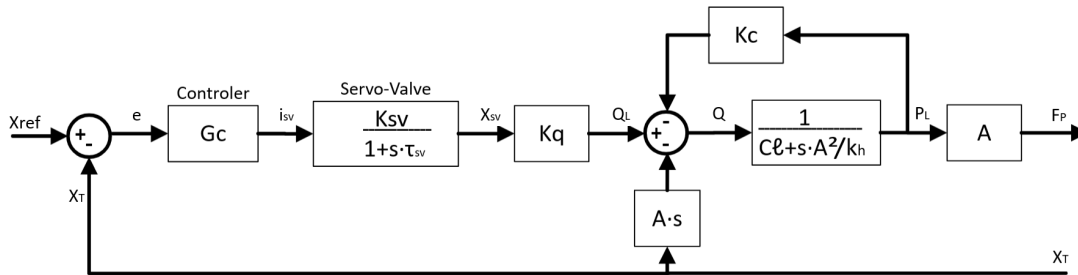 Kc
Controler
Servo-Valve
Xref
+
-
e
Gc
isv
Ksv
1+s·τsv
Xsv
Kq
QL
+
-
-
Q
1
Cℓ+s·A²/kh
PL
A
FP
XT
A·s
XT